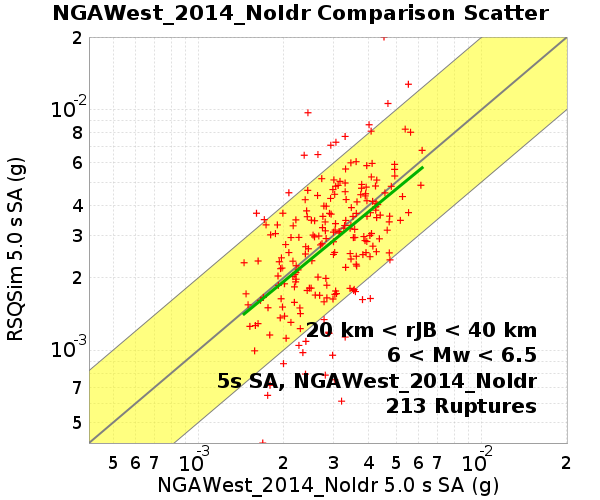 NGAWest_2014_NoIdr Comparison Scatter
RSQSim 5.0 s SA (g)
2
10-2
8
6
4
3
2
10-3
7
5
20 km < rJB < 40 km
6 < Mw < 6.5
5s SA, NGAWest_2014_NoIdr
213 Ruptures
5 6 7 10-3 2 3 4 5 6 7 10-2 2
NGAWest_2014_NoIdr 5.0 s SA (g)